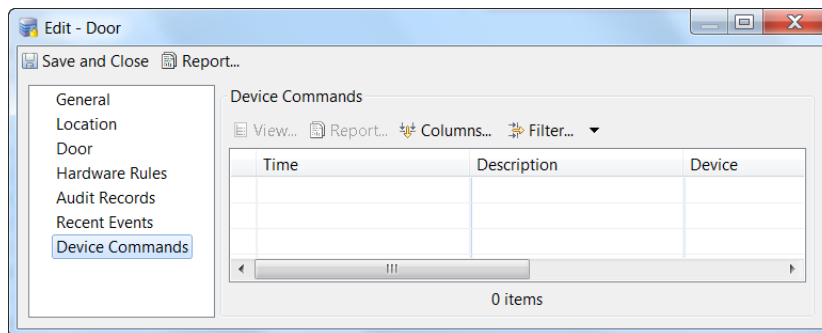 Edit - Door
Save and Close Report...
General
Location
Door
Hardware Rules
Audit Records
Recent Events
Device Commands
Device Commands
View... Report... Columns... Filter...
Time Description Device
0 items